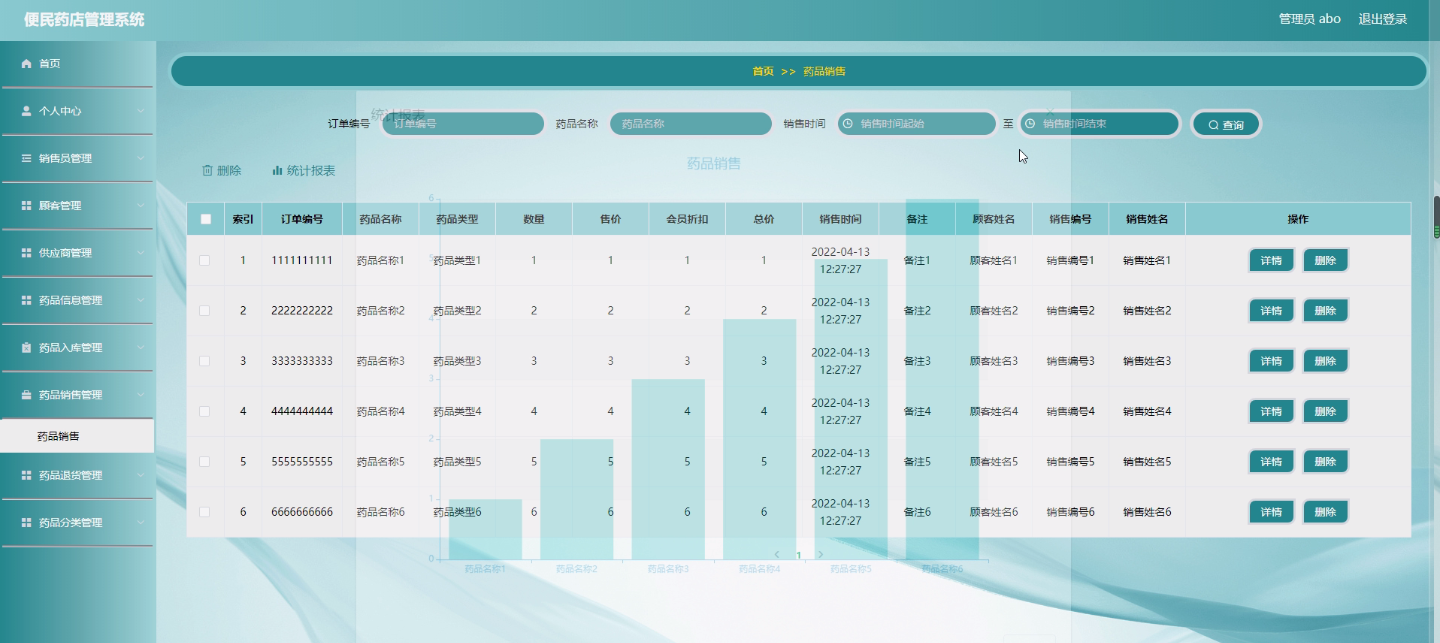 便民药店管理系统
管理员 abo 退出登录
首页
个人中心
销售员管理
顾客管理
供应商管理
药品信息管理
药品入库管理
药品销售管理
药品销售
药品退货管理
药品分类管理
首页 >> 药品销售
统计报表
订单编号 订单编号 药品名称 药品名称 销售时间 销售时间起始 至 销售时间结束 查询
删除 统计报表
药品销售
索引 订单编号 药品名称 药品类型 数量 售价 会员折扣 总价 销售时间 备注 顾客姓名 销售编号 销售姓名 操作
1 1111111111 药品名称1 药品类型1 1 1 1 1 2022-04-13 12:27:27 备注1 顾客姓名1 销售编号1 销售姓名1 详情 删除
2 2222222222 药品名称2 药品类型2 2 2 2 2 2022-04-13 12:27:27 备注2 顾客姓名2 销售编号2 销售姓名2 详情 删除
3 3333333333 药品名称3 药品类型3 3 3 3 3 2022-04-13 12:27:27 备注3 顾客姓名3 销售编号3 销售姓名3 详情 删除
4 4444444444 药品名称4 药品类型4 4 4 4 4 2022-04-13 12:27:27 备注4 顾客姓名4 销售编号4 销售姓名4 详情 删除
5 5555555555 药品名称5 药品类型5 5 5 5 5 2022-04-13 12:27:27 备注5 顾客姓名5 销售编号5 销售姓名5 详情 删除
6 6666666666 药品名称6 药品类型6 6 6 6 6 2022-04-13 12:27:27 备注6 顾客姓名6 销售编号6 销售姓名6 详情 删除
1
6
4
3
2
1
0
药品名称1 药品名称2 药品名称3 药品名称4 药品名称5 药品名称6